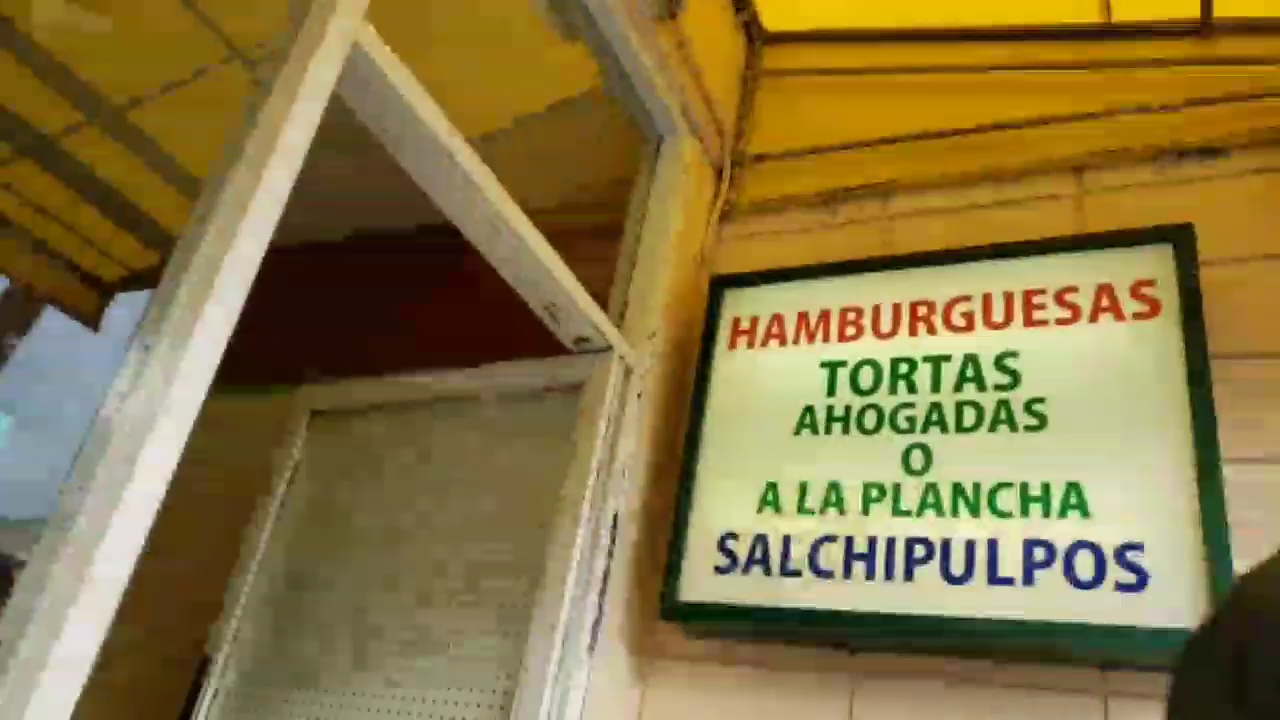 HAMBURGUESAS
TORTAS
AHOGADAS
O
A LA PLANCHA
SALCHIPULPOS